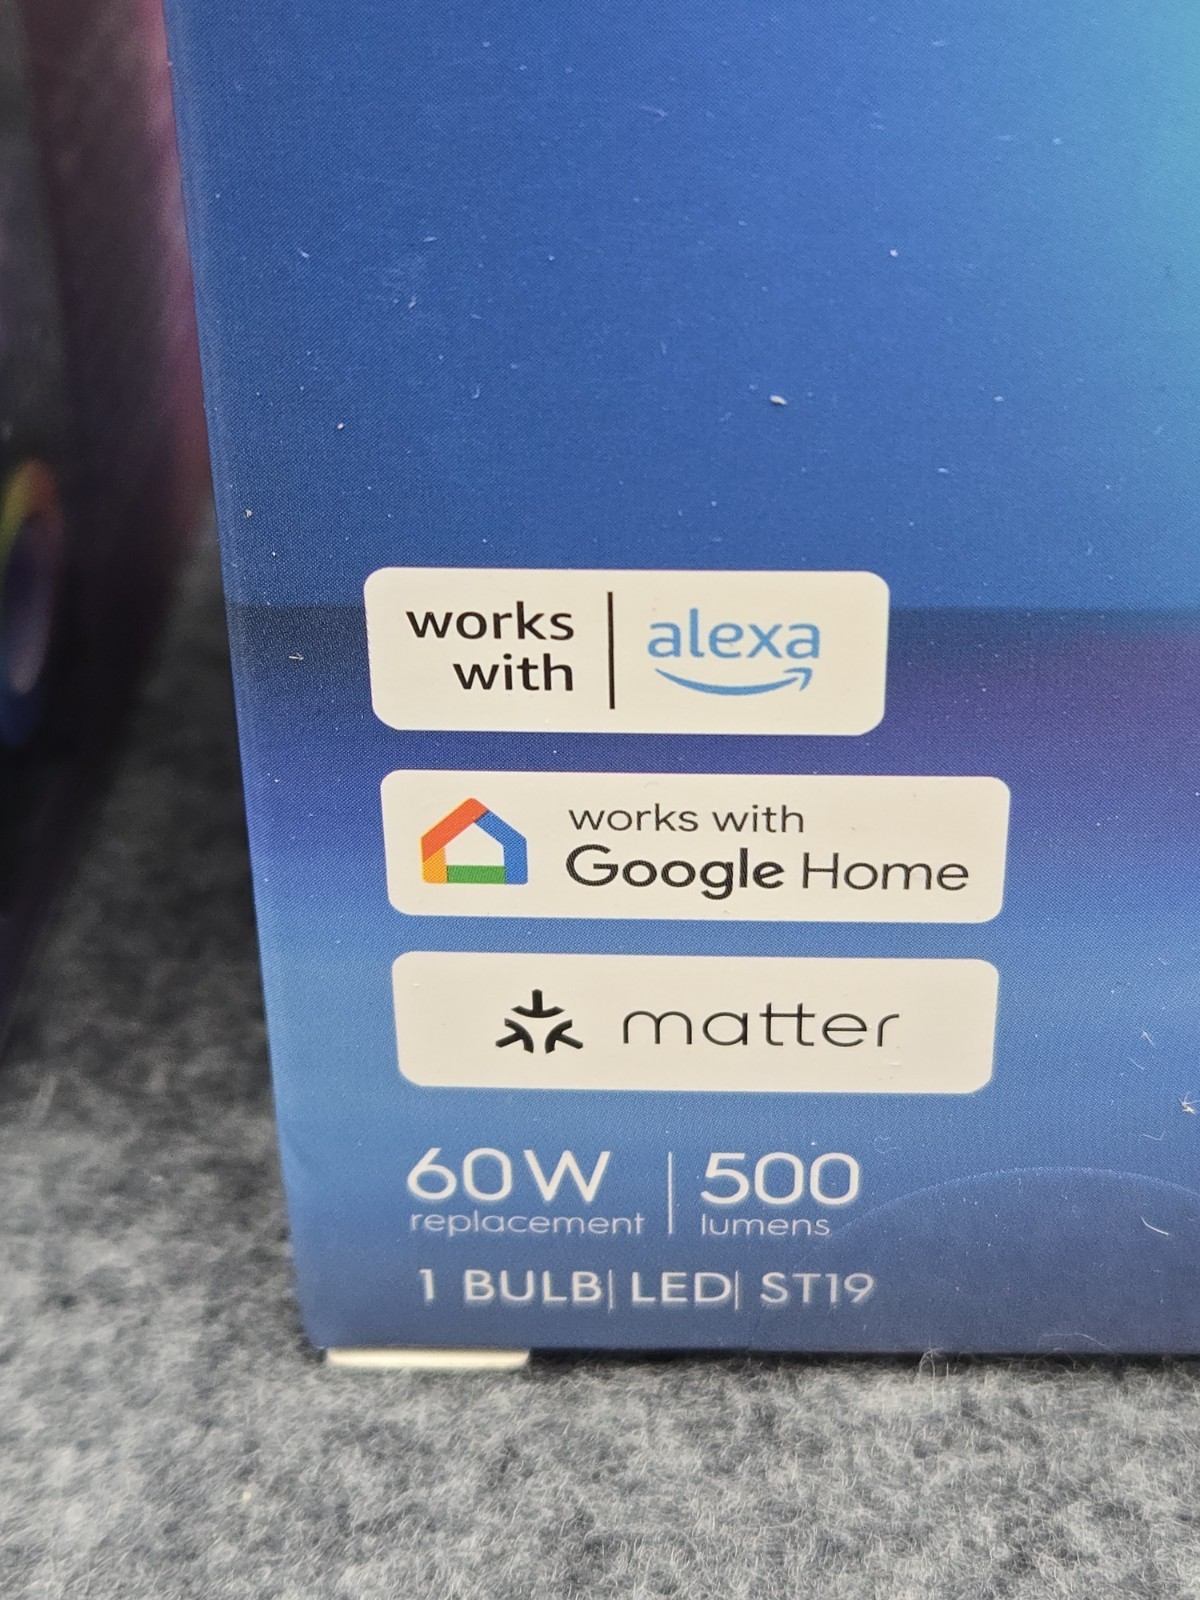 works
with
alexa
works with
Google Home
matter
60W | 500
replacement lumens
1 BULB| LED| ST19